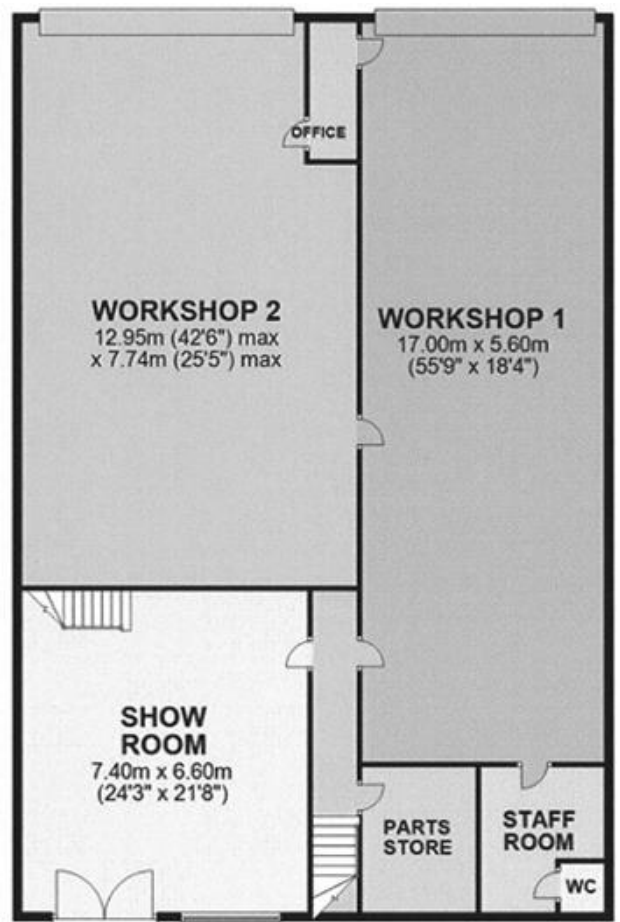 OFFICE
WORKSHOP 2
12.95m (42'6") max
x 7.74m (25'5") max
WORKSHOP 1
17.00m x 5.60m
(55'9" x 18'4")
SHOW
ROOM
7.40m x 6.60m
(24'3" x 21'8")
PARTS
STORE
STAFF
ROOM
WC